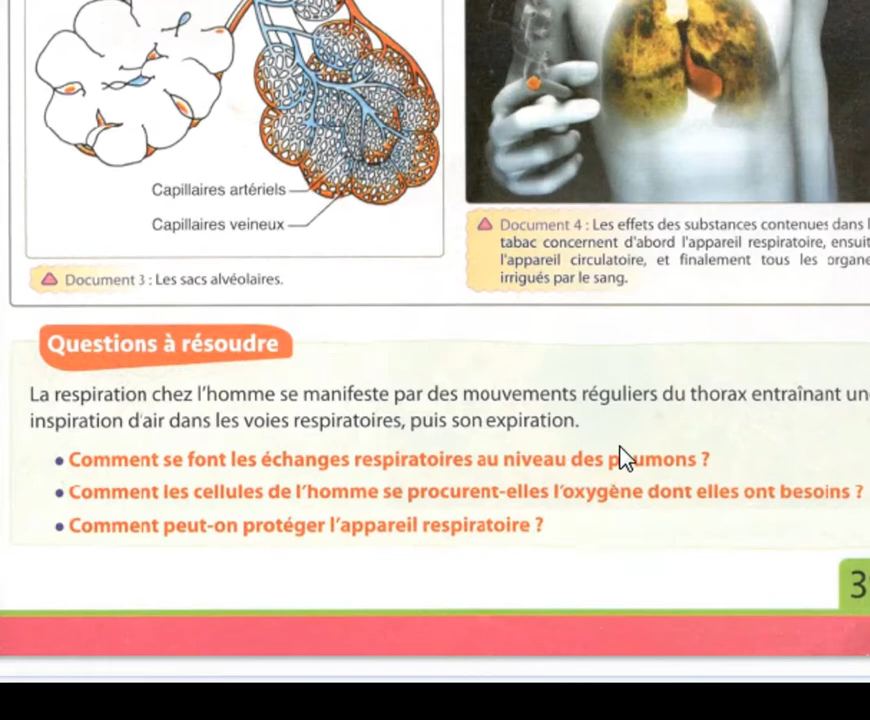 Capillaires artériels
Capillaires veineux
Document 3 : Les sacs alvéolaires.
Document 4 : Les effets des substances contenues dans
tabac concernent d'abord l'appareil respiratoire,
l'appareil circulatoire, et finalement tous les
irrigués par le sang.
Questions à résoudre
La respiration chez l'homme se manifeste par des mouvements réguliers du thorax entraînant
inspiration d'air dans les voies respiratoires, puis son expiration.
• Comment se font les échanges respiratoires au niveau des poumons ?
• Comment les cellules de l'homme se procurent-elles l'oxygène dont elles ont besoins ?
• Comment peut-on protéger l'appareil respiratoire ?